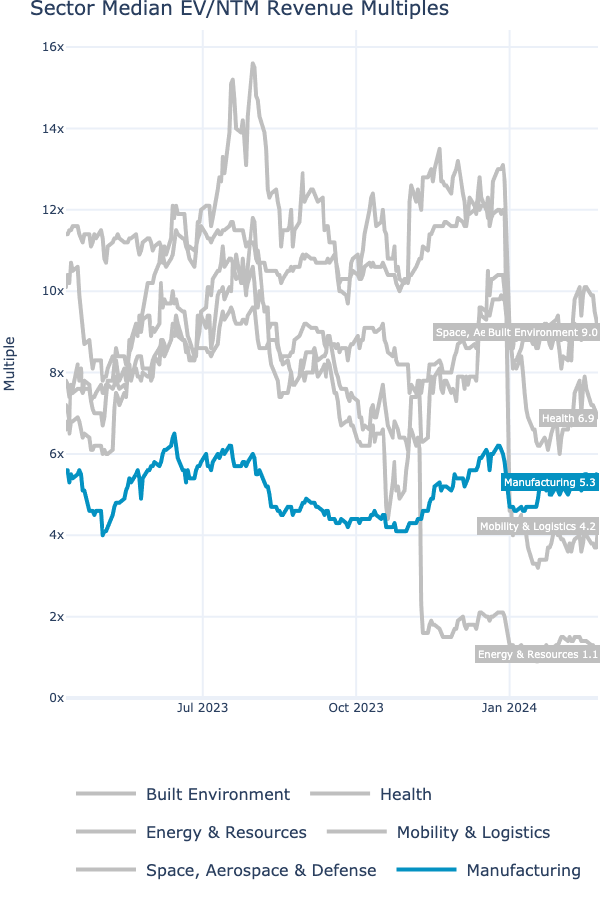 Sector Median EV/NTM Revenue Multiples
16x
14x
12x
10x
8x
6x
4x
2x
0x
Multiple
Space, Ae
Built Environment 9.0
Health 6.9
Manufacturing 5.3
Mobility & Logistics 4.2
Energy & Resources 1.1
Jul 2023
Oct 2023
Jan 2024
Built Environment
Health
Energy & Resources
Mobility & Logistics
Space, Aerospace & Defense
Manufacturing